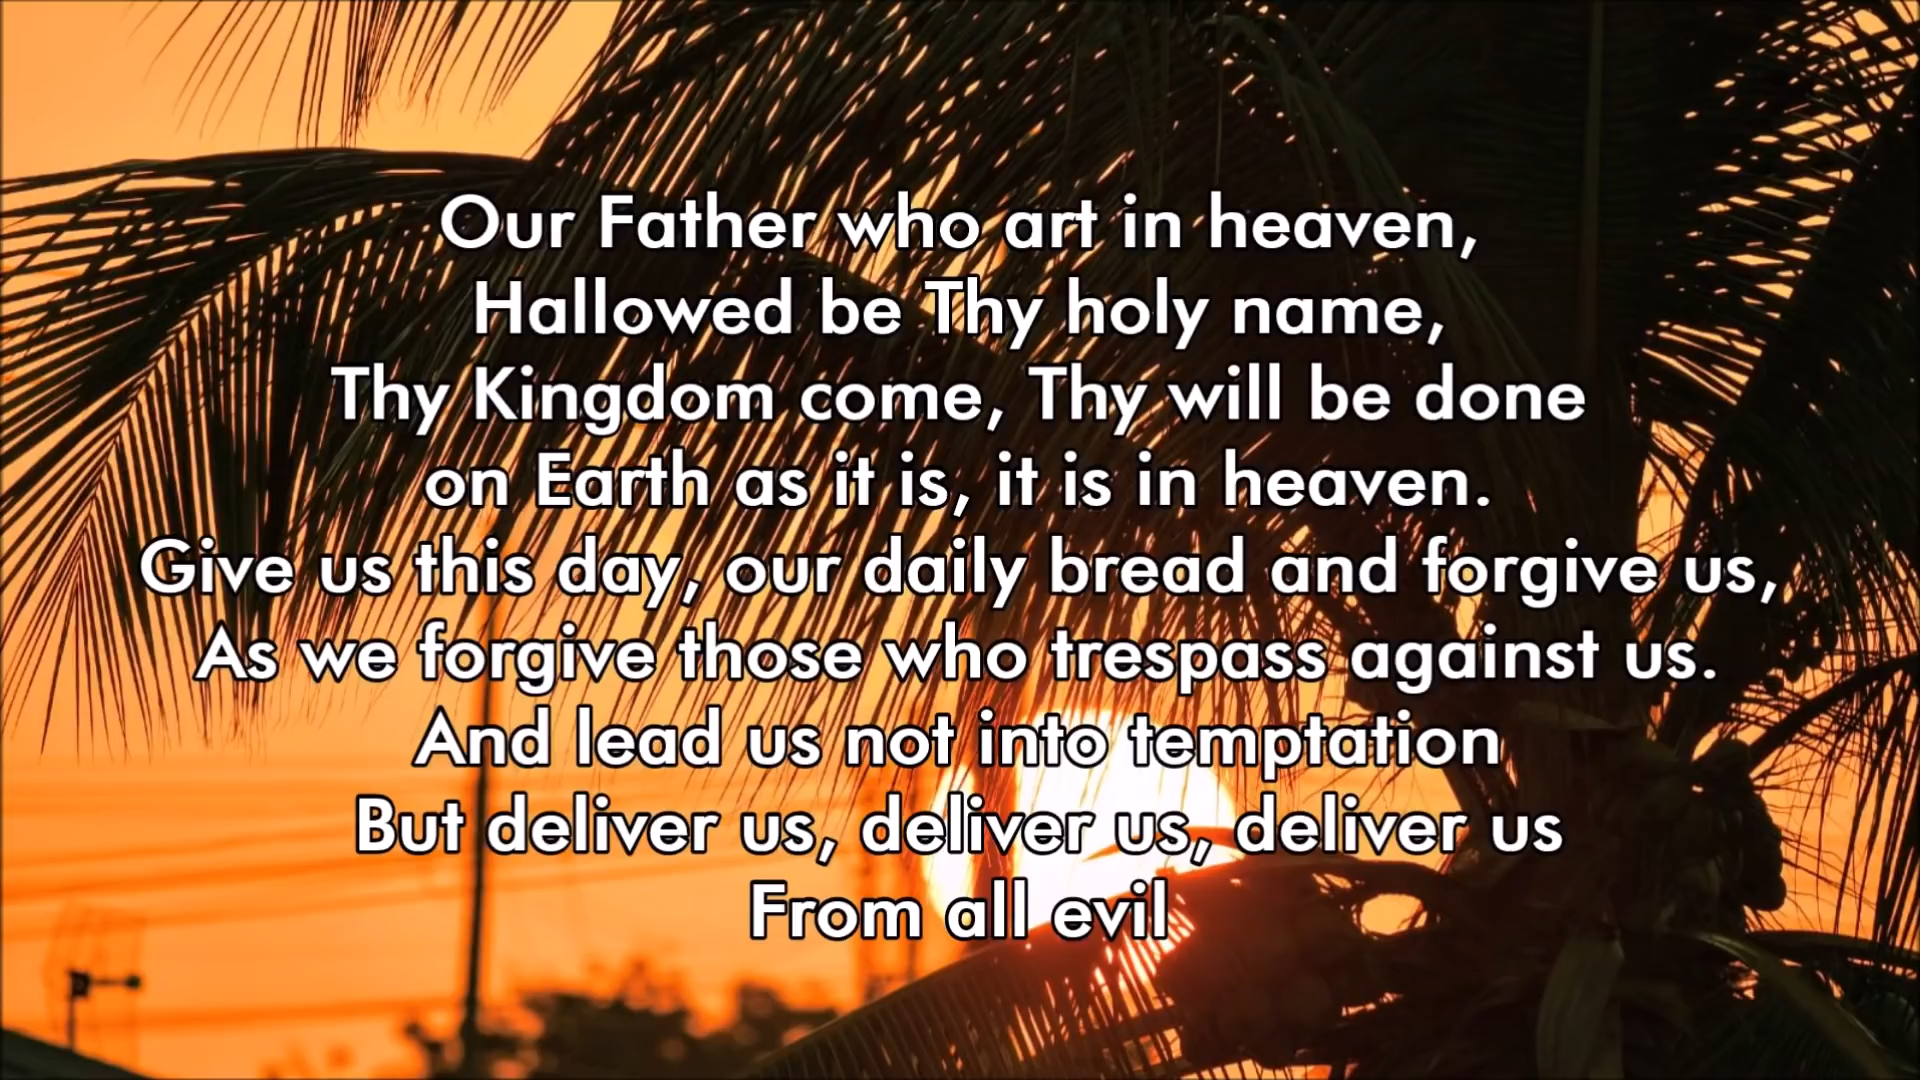 Our Father who art in heaven,
Hallowed be Thy holy name,
Thy Kingdom come, Thy will be done
on Earth as it is, it is in heaven.
Give us this day, our daily bread and forgive us,
As we forgive those who trespass against us.
And lead us not into temptation
But deliver us, deliver us, deliver us
From all evil